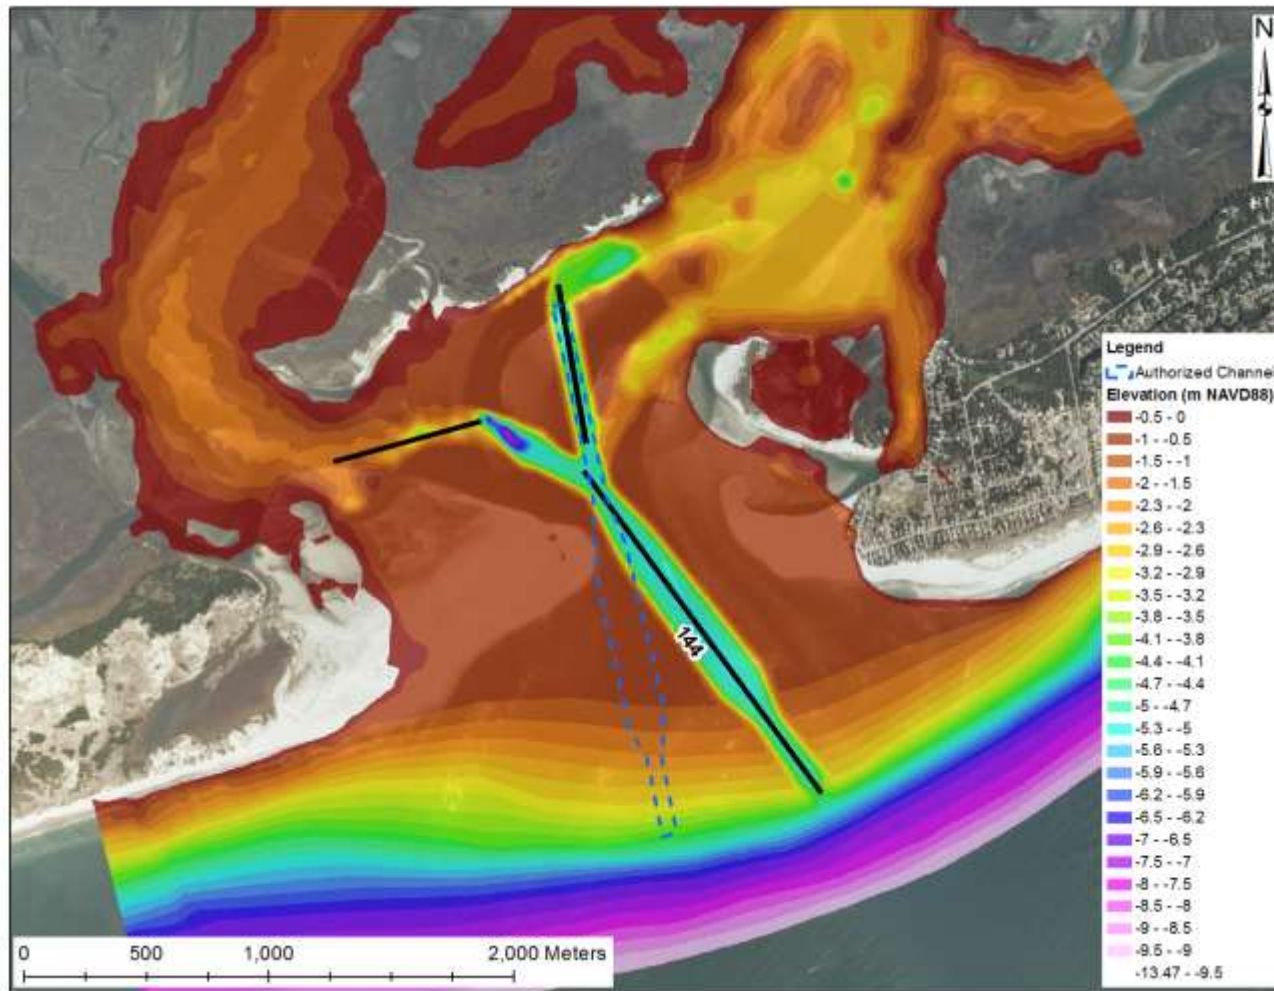 N
144
Legend
Authorized Channel
Elevation (m NAVD88)
-0.5 - 0
-1 - -0.5
-1.5 - -1
-2 - -1.5
-2.3 - -2
-2.6 - -2.3
-2.9 - -2.6
-3.2 - -2.9
-3.5 - -3.2
-3.8 - -3.5
-4.1 - -3.8
-4.4 - -4.1
-4.7 - -4.4
-5 - -4.7
-5.3 - -5
-5.6 - -5.3
-5.9 - -5.6
-6.2 - -5.9
-6.5 - -6.2
-7 - -6.5
-7.5 - -7
-8 - -7.5
-8.5 - -8
-9 - -8.5
-9.5 - -9
-13.47 - -9.5
0 500 1,000 2,000 Meters